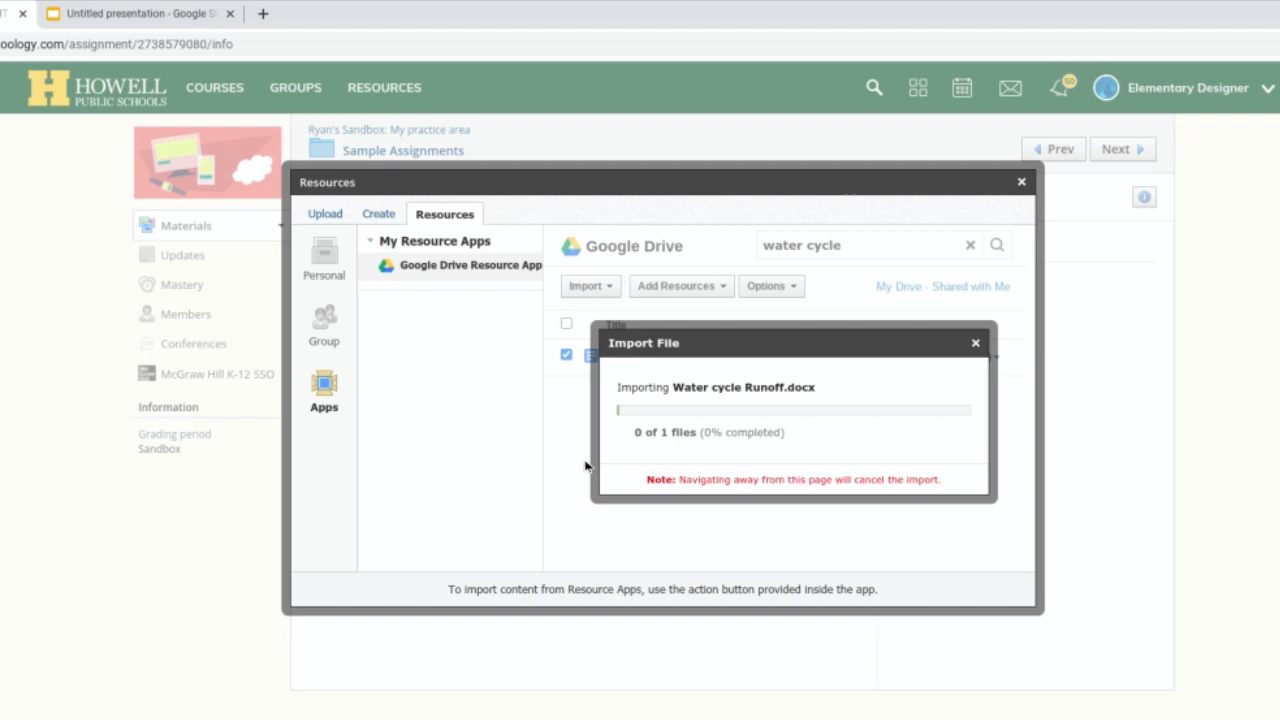 IT
Untitled presentation - Google S
oology.com/assignment/2738579080/info
H HOWELL
PUBLIC SCHOOLS
COURSES
GROUPS
RESOURCES
50
Elementary Designer
Ryan's Sandbox: My practice area
Sample Assignments
Prev
Next
Resources
Upload
Create
Resources
Materials
Updates
Mastery
Members
Conferences
McGraw Hill K-12 SSO
Information
Grading period
Sandbox
Personal
Group
Apps
My Resource Apps
Google Drive Resource App
Google Drive
water cycle
Import
Add Resources
Options
My Drive - Shared with Me
Title
Import File
Importing Water cycle Runoff.docx
0 of 1 files (0% completed)
Note: Navigating away from this page will cancel the import.
To import content from Resource Apps, use the action button provided inside the app.